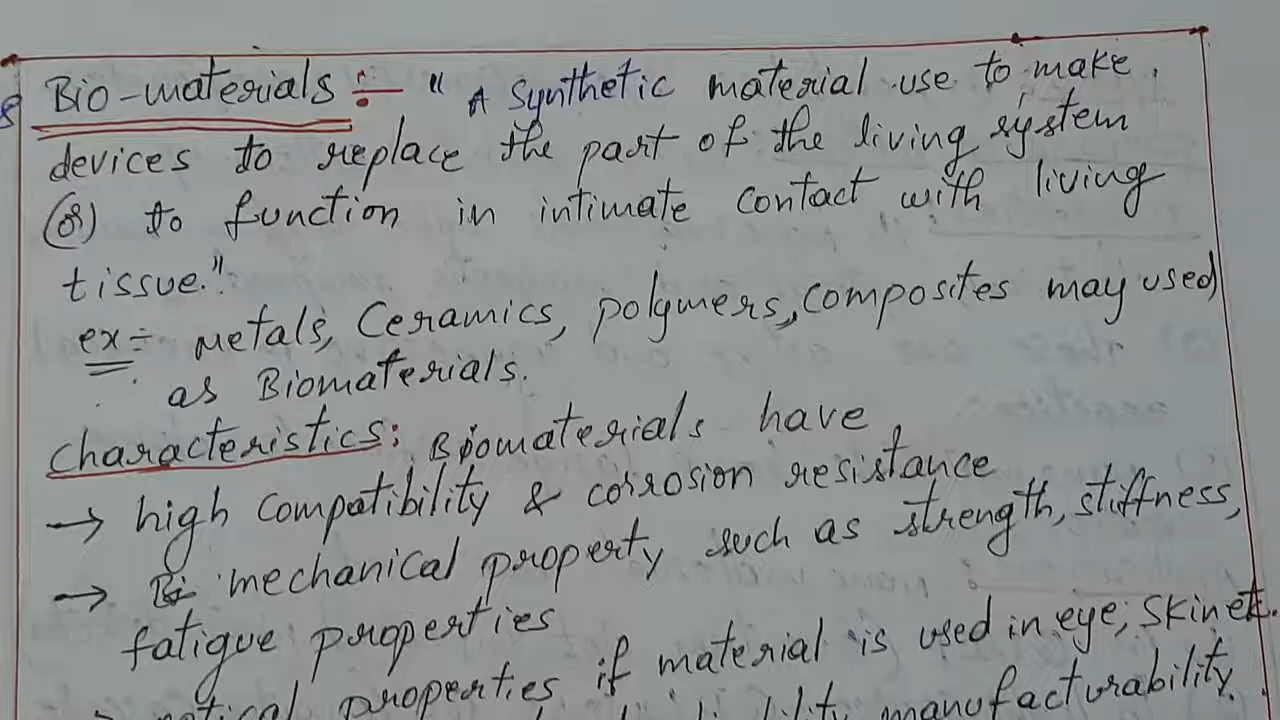 Bio-materials :- " A Synthetic material use to make
devices to replace the part of the living system
(or) to function in intimate contact with living
tissue."
ex:- metals, Ceramics, polymers, composites may used
as Biomaterials.
characteristics: Biomaterials have
→ high compatibility & corrosion resistance
→ mechanical property such as strength, stiffness,
fatigue properties
optical properties if material is used in eye, skin etc.
manufacturability.